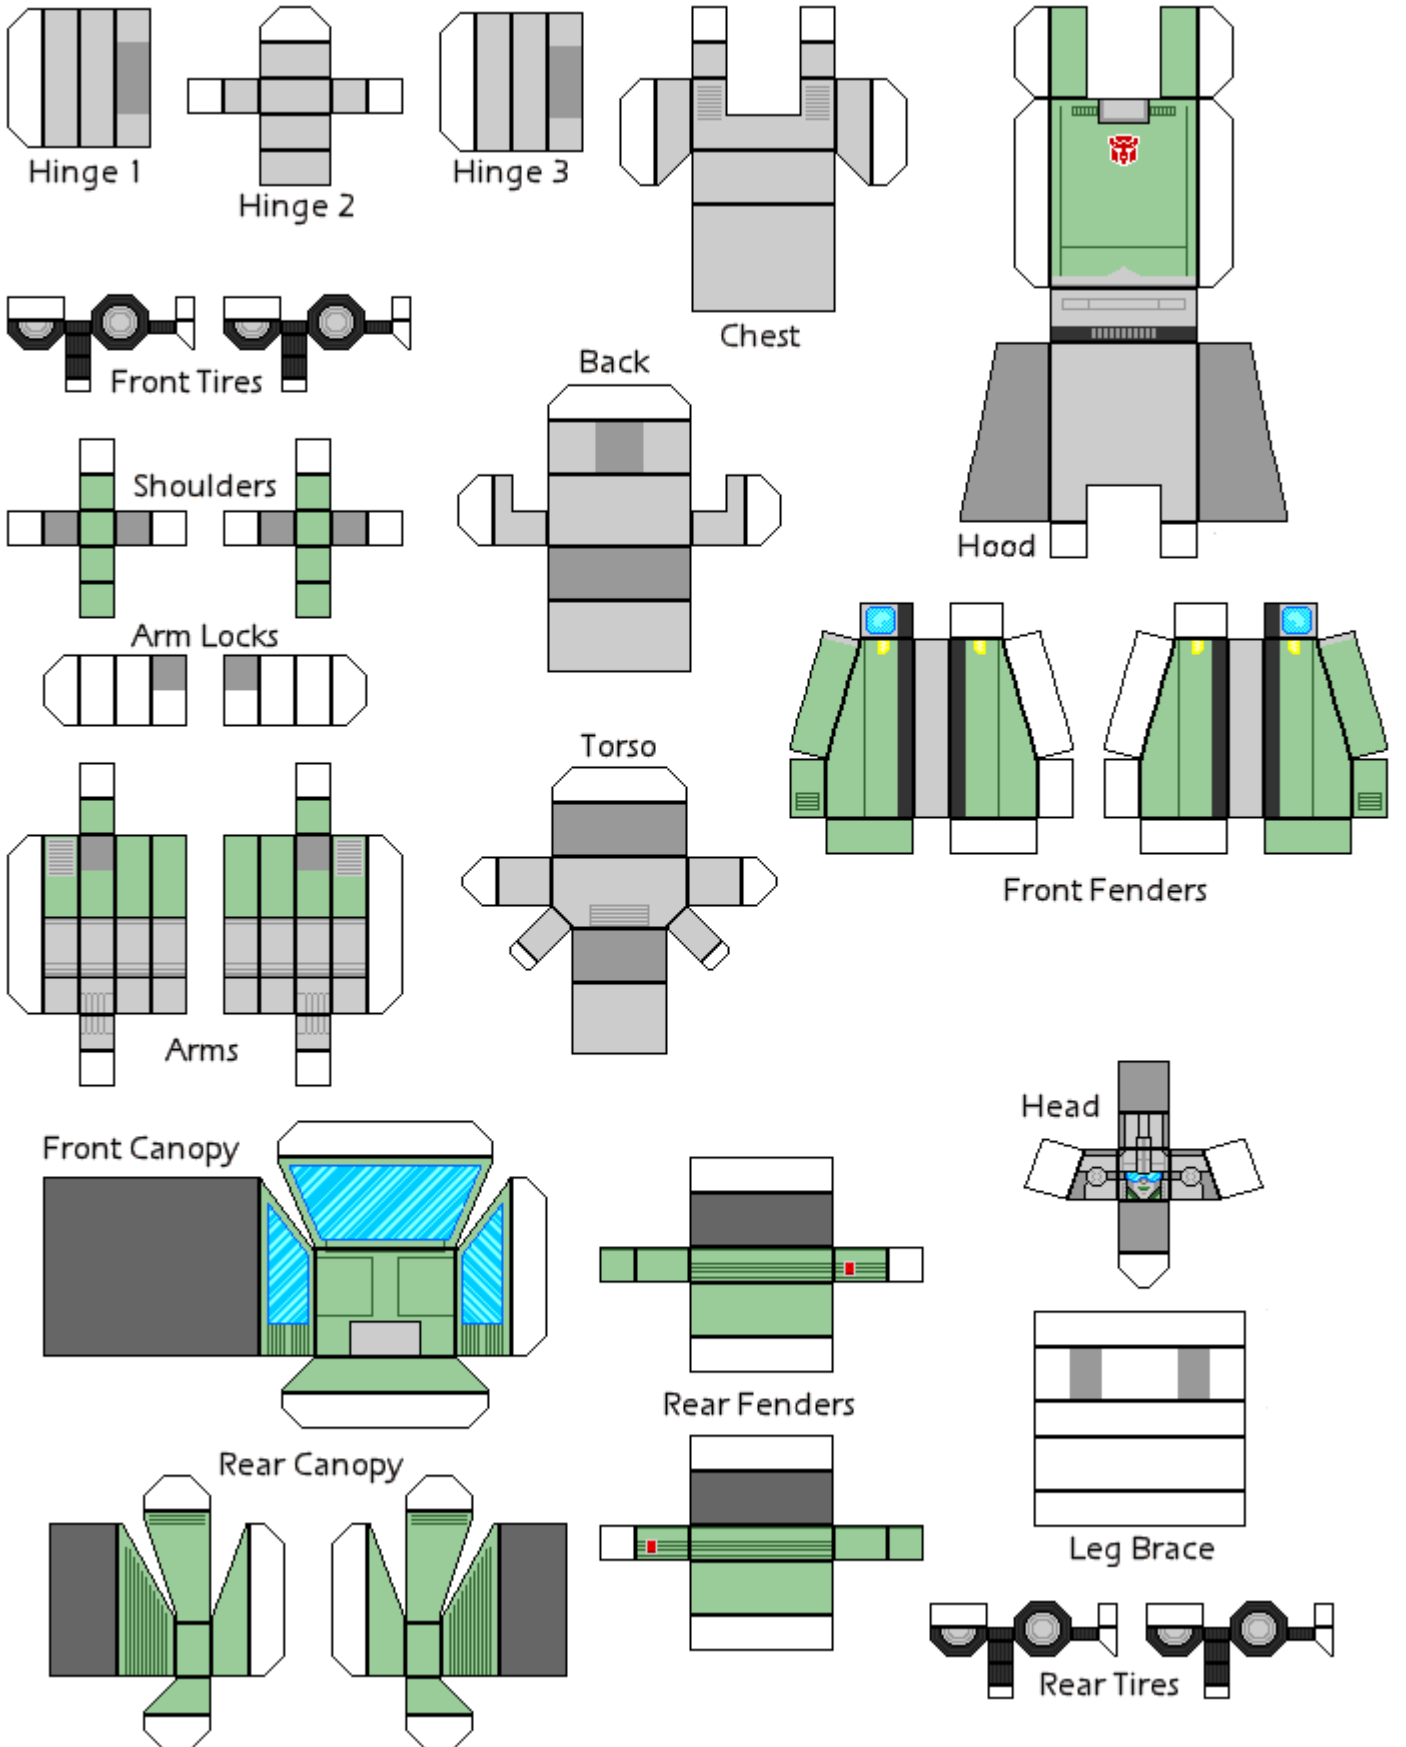 Hinge 1
Hinge 2
Hinge 3
Chest
Front Tires
Back
Shoulders
Hood
Arm Locks
Torso
Front Fenders
Arms
Head
Front Canopy
Rear Fenders
Rear Canopy
Leg Brace
Rear Tires